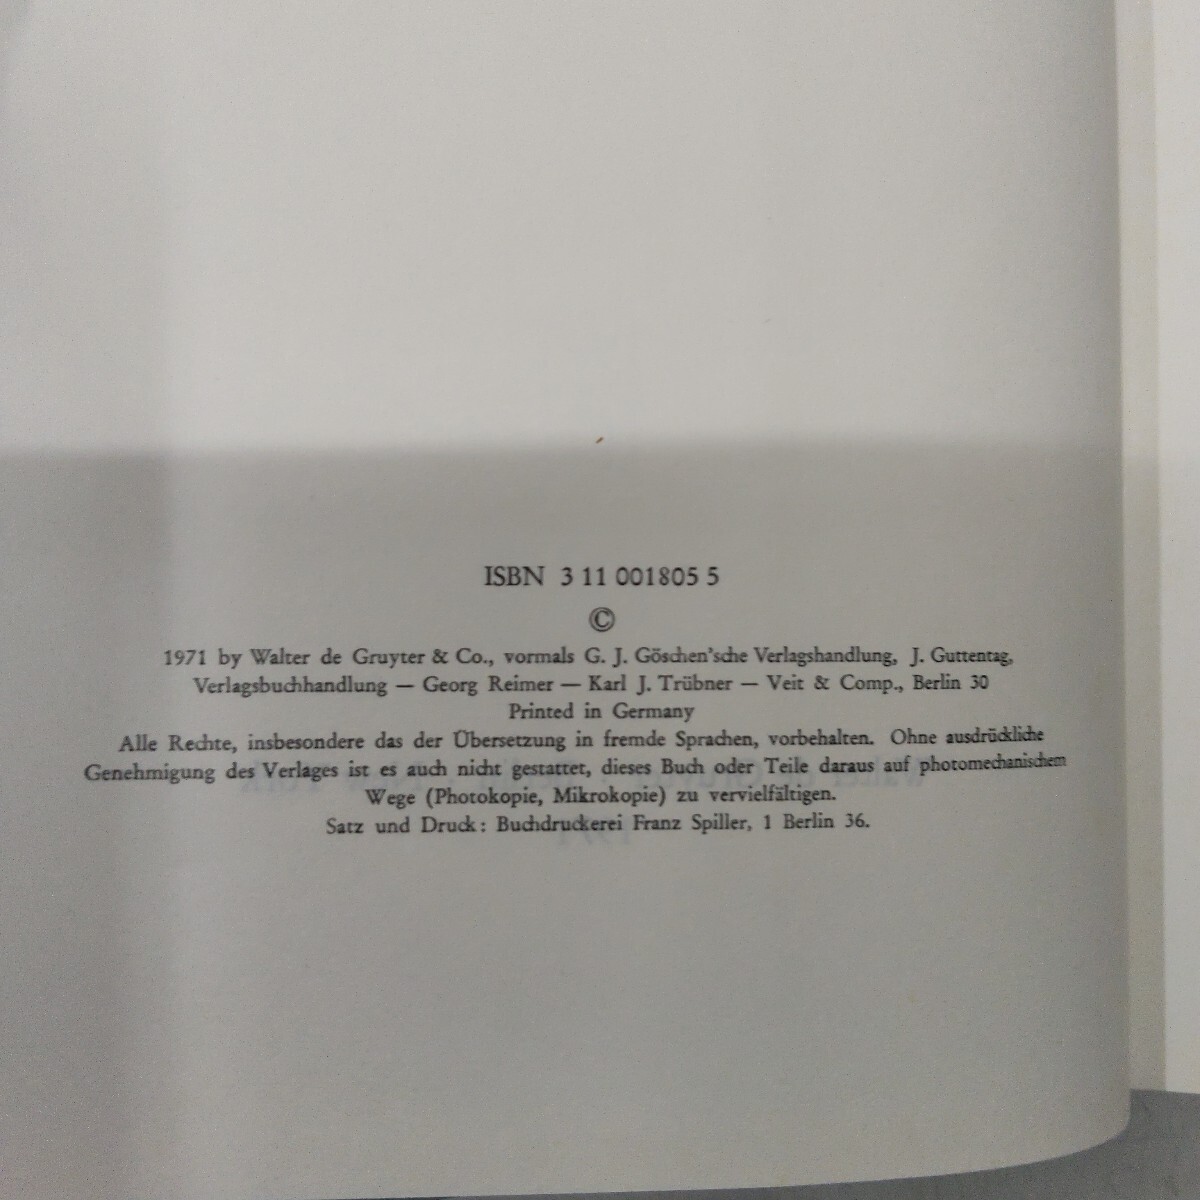 ISBN 3 11 001805 5
©
1971 by Walter de Gruyter & Co., vormals G. J. Göschen'sche Verlagshandlung, J. Guttentag,
Verlagsbuchhandlung — Georg Reimer — Karl J. Trübner — Veit & Comp., Berlin 30
Printed in Germany
Alle Rechte, insbesondere das der Übersetzung in fremde Sprachen, vorbehalten. Ohne ausdrückliche
Genehmigung des Verlages ist es auch nicht gestattet, dieses Buch oder Teile daraus auf photomechanischem
Wege (Photokopie, Mikrokopie) zu vervielfältigen.
Satz und Druck: Buchdruckerei Franz Spiller, 1 Berlin 36.